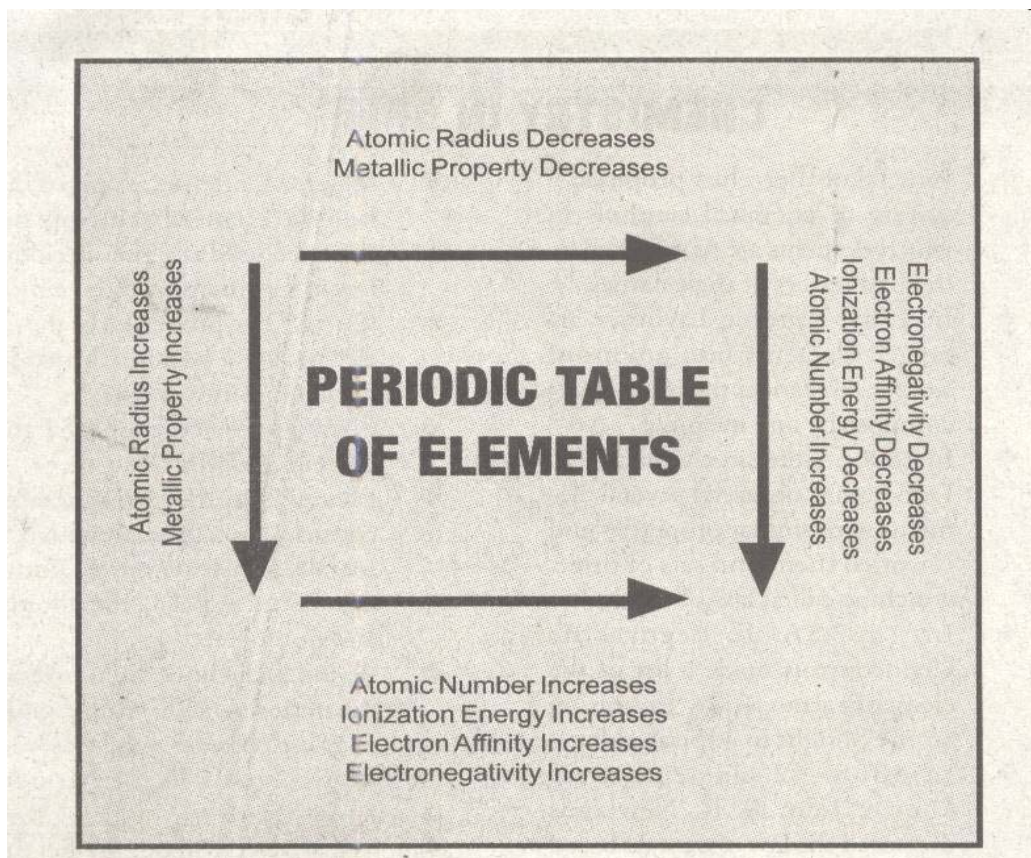 Atomic Radius Decreases
Metallic Property Decreases
Atomic Radius Increases
Metallic Property Increases
PERIODIC TABLE
OF ELEMENTS
Electronegativity Decreases
Electron Affinity Decreases
Ionization Energy Decreases
Atomic Number Increases
Atomic Number Increases
Ionization Energy Increases
Electron Affinity Increases
Electronegativity Increases